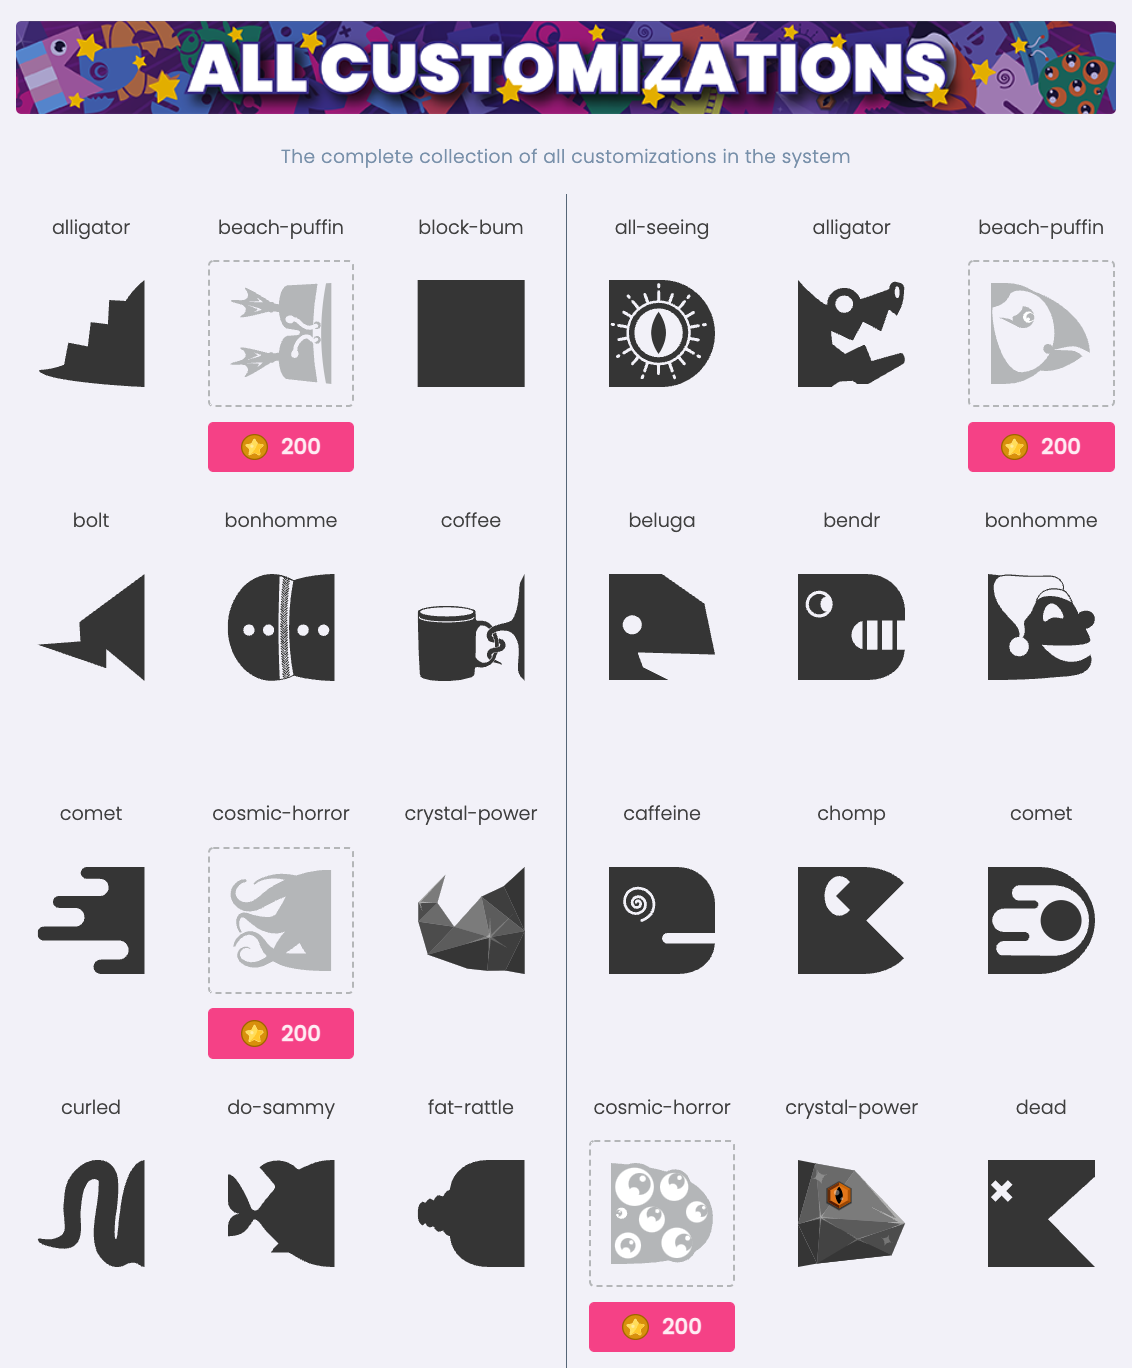 ALL CUSTOMIZATIONS
The complete collection of all customizations in the system
alligator beach-puffin block-bum
200
bolt bonhomme coffee
comet cosmic-horror crystal-power
200
curled do-sammy fat-rattle
all-seeing alligator beach-puffin
200
beluga bendr bonhomme
caffeine chomp comet
cosmic-horror crystal-power dead
200